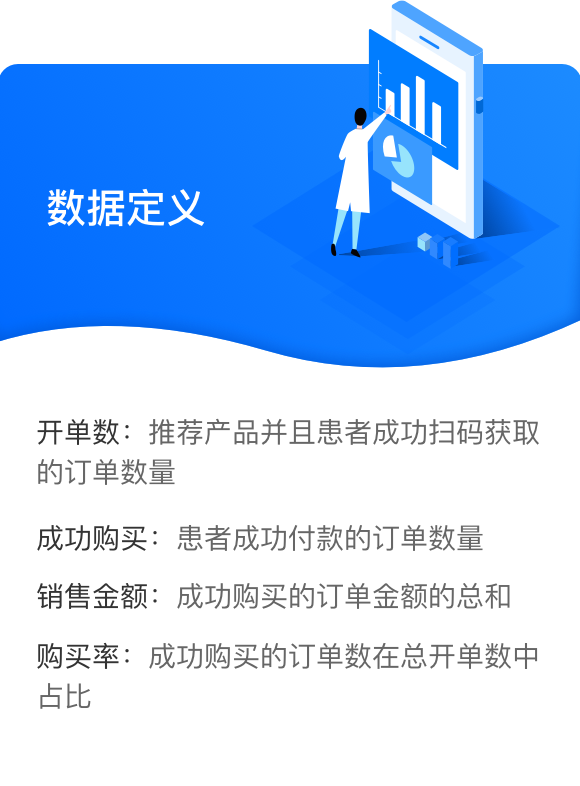 数据定义
开单数：推荐产品并且患者成功扫码获取
的订单数量
成功购买：患者成功付款的订单数量
销售金额：成功购买的订单金额的总和
购买率：成功购买的订单数在总开单数中
占比